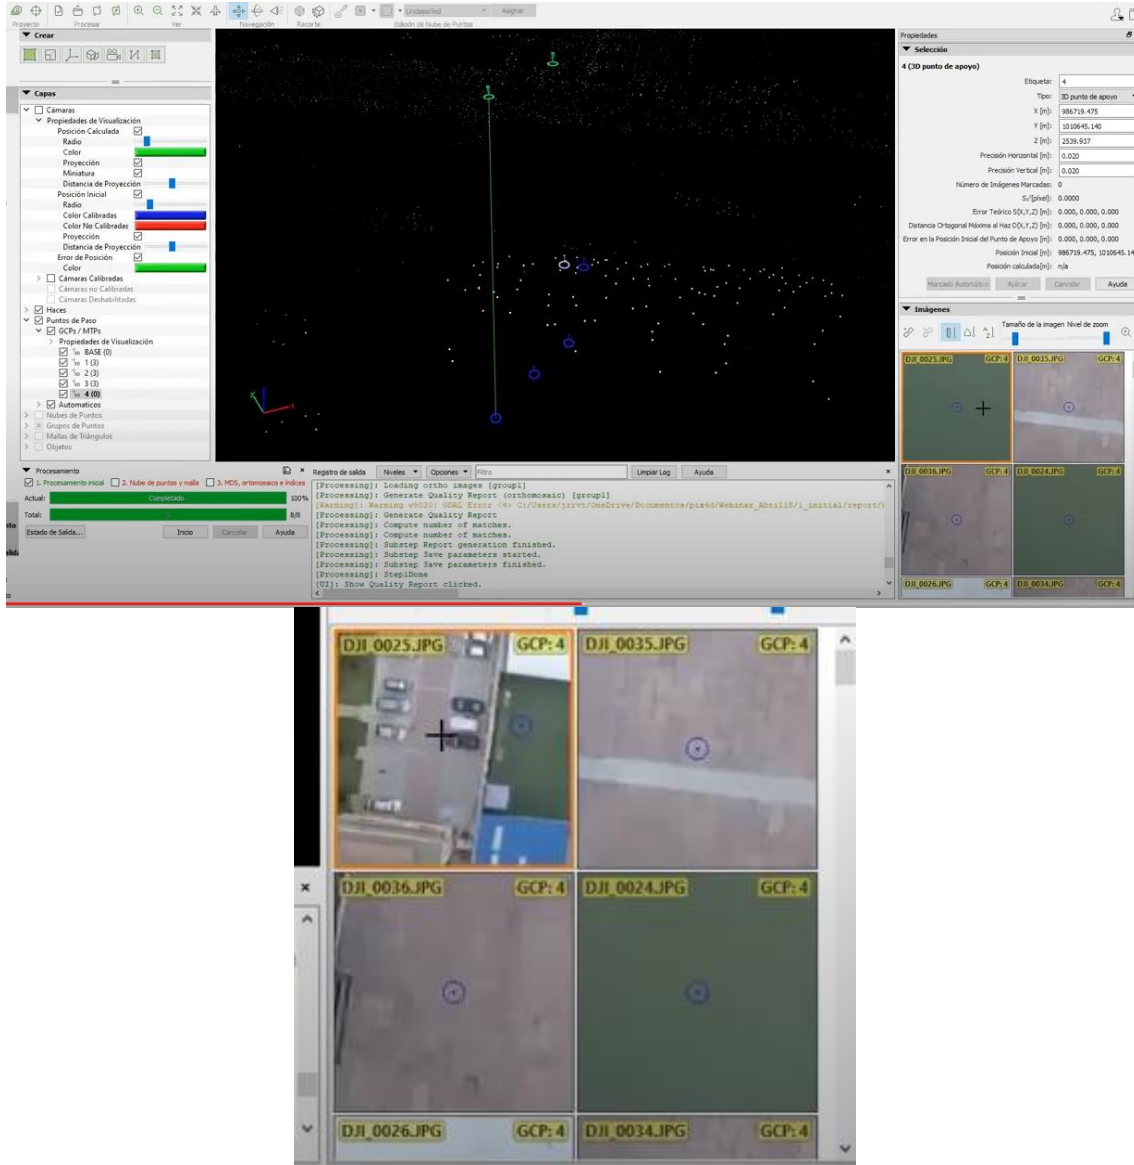 Unclassified
Asignar
Proyecto
Procesar
Ver
Navegación
Recorte
Edición de Nube de Puntos
Crear
Capas
Cámaras
Propiedades de Visualización
Posición Calculada
Radio
Color
Proyección
Miniatura
Distancia de Proyección
Posición Inicial
Radio
Color Calibradas
Color No Calibradas
Proyección
Distancia de Proyección
Error de Posición
Color
Cámaras Calibradas
Cámaras no Calibradas
Cámaras Deshabilitadas
Haces
Puntos de Paso
GCPs / MTPs
Propiedades de Visualización
BASE (0)
1 (3)
2 (3)
3 (3)
4 (0)
Automaticos
Nubes de Puntos
Grupos de Puntos
Mallas de Triángulos
Objetos
Procesamiento
1. Procesamiento inicial 2. Nube de puntos y malla 3. MDS, ortomosaico e índices
Actual: Completado. 100%
Total: 8/8
Estado de Salida... Inicio Cancelar Ayuda
Registro de salida Niveles Opciones Filtro Limpiar Log Ayuda
[Processing]: Loading ortho images [group1]
[Processing]: Generate Quality Report (orthomosaic) [group1]
[Warning]: Warning w9020: GDAL Error <4> C:/Users/jrrvt/OneDrive/Documentos/pix4d/Webinar_Abril18/1_initial/report/
[Processing]: Generate Quality Report
[Processing]: Compute number of matches.
[Processing]: Compute number of matches.
[Processing]: Substep Report generation finished.
[Processing]: Substep Save parameters started.
[Processing]: Substep Save parameters finished.
[Processing]: Step1Done
[UI]: Show Quality Report clicked.
Propiedades
Selección
4 (3D punto de apoyo)
Etiqueta: 4
Tipo: 3D punto de apoyo
X [m]: 986719.475
Y [m]: 1010645.140
Z [m]: 2539.937
Precisión Horizontal [m]: 0.020
Precisión Vertical [m]: 0.020
Número de Imágenes Marcadas: 0
S₀²[pixel]: 0.0000
Error Teórico S(X,Y,Z) [m]: 0.000, 0.000, 0.000
Distancia Ortogonal Máxima al Haz D(X,Y,Z) [m]: 0.000, 0.000, 0.000
Error en la Posición Inicial del Punto de Apoyo [m]: 0.000, 0.000, 0.000
Posición Inicial [m]: 986719.475, 1010645.14
Posición calculada[m]: n/a
Marcado Automático Aplicar Cancelar Ayuda
Imágenes
Tamaño de la imagen Nivel de zoom
DJI_0025.JPG GCP: 4 DJI_0035.JPG GCP: 4
DJI_0036.JPG GCP: 4 DJI_0024.JPG GCP: 4
DJI_0026.JPG GCP: 4 DJI_0034.JPG GCP: 4
DJI_0025.JPG GCP: 4 DJI_0035.JPG GCP: 4
DJI_0036.JPG GCP: 4 DJI_0024.JPG GCP: 4
DJI_0026.JPG GCP: 4 DJI_0034.JPG GCP: 4